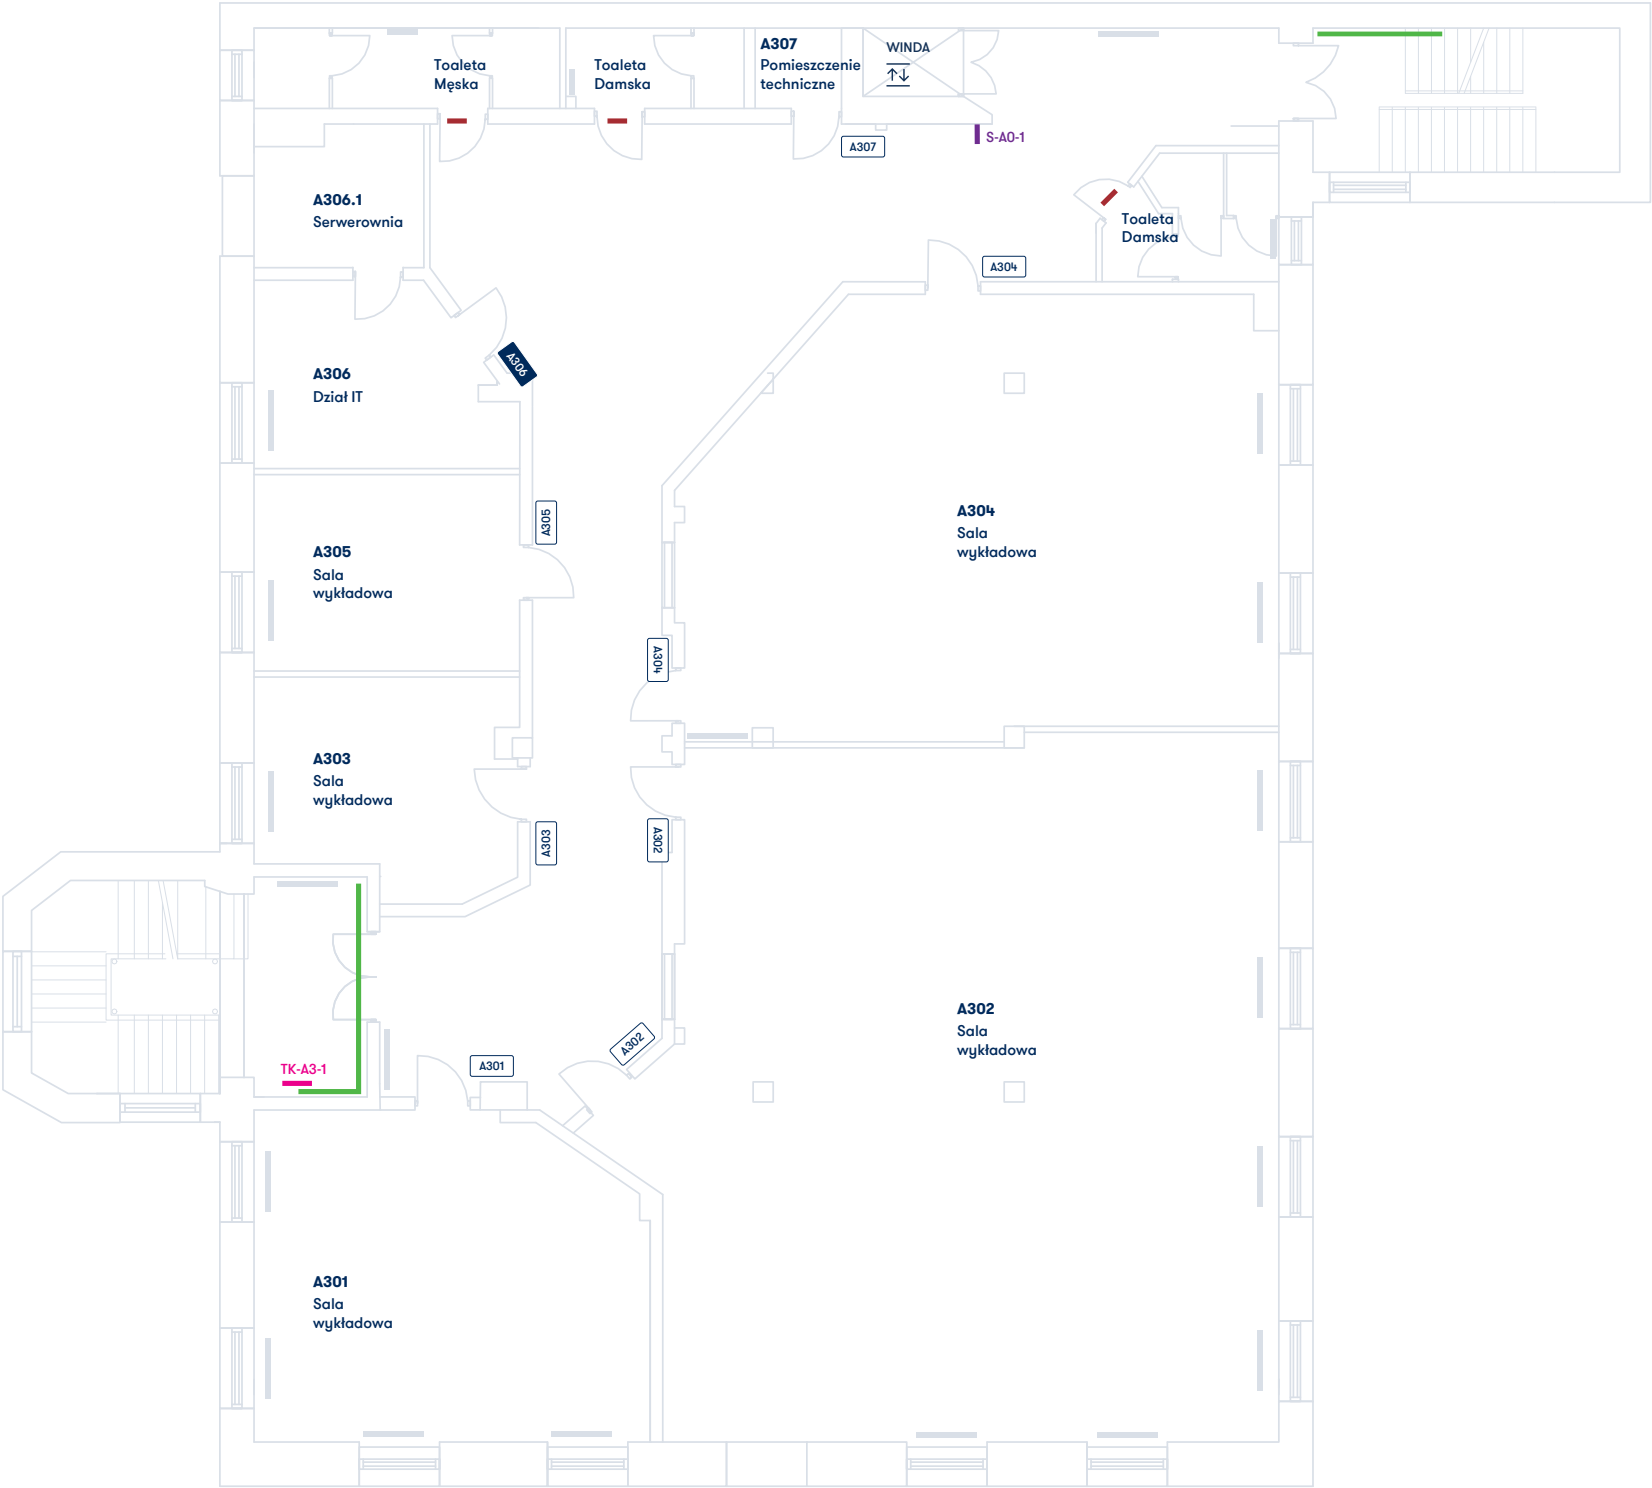 A307
Pomieszczenie
techniczne
WINDA
Toaleta
Męska
Toaleta
Damska
S-A0-1
A307
A306.1
Serwerownia
Toaleta
Damska
A304
A306
A306
Dział IT
A305
A304
Sala
wykładowa
A305
Sala
wykładowa
A304
A303
Sala
wykładowa
A303
A302
A302
Sala
wykładowa
A302
A301
TK-A3-1
A301
Sala
wykładowa